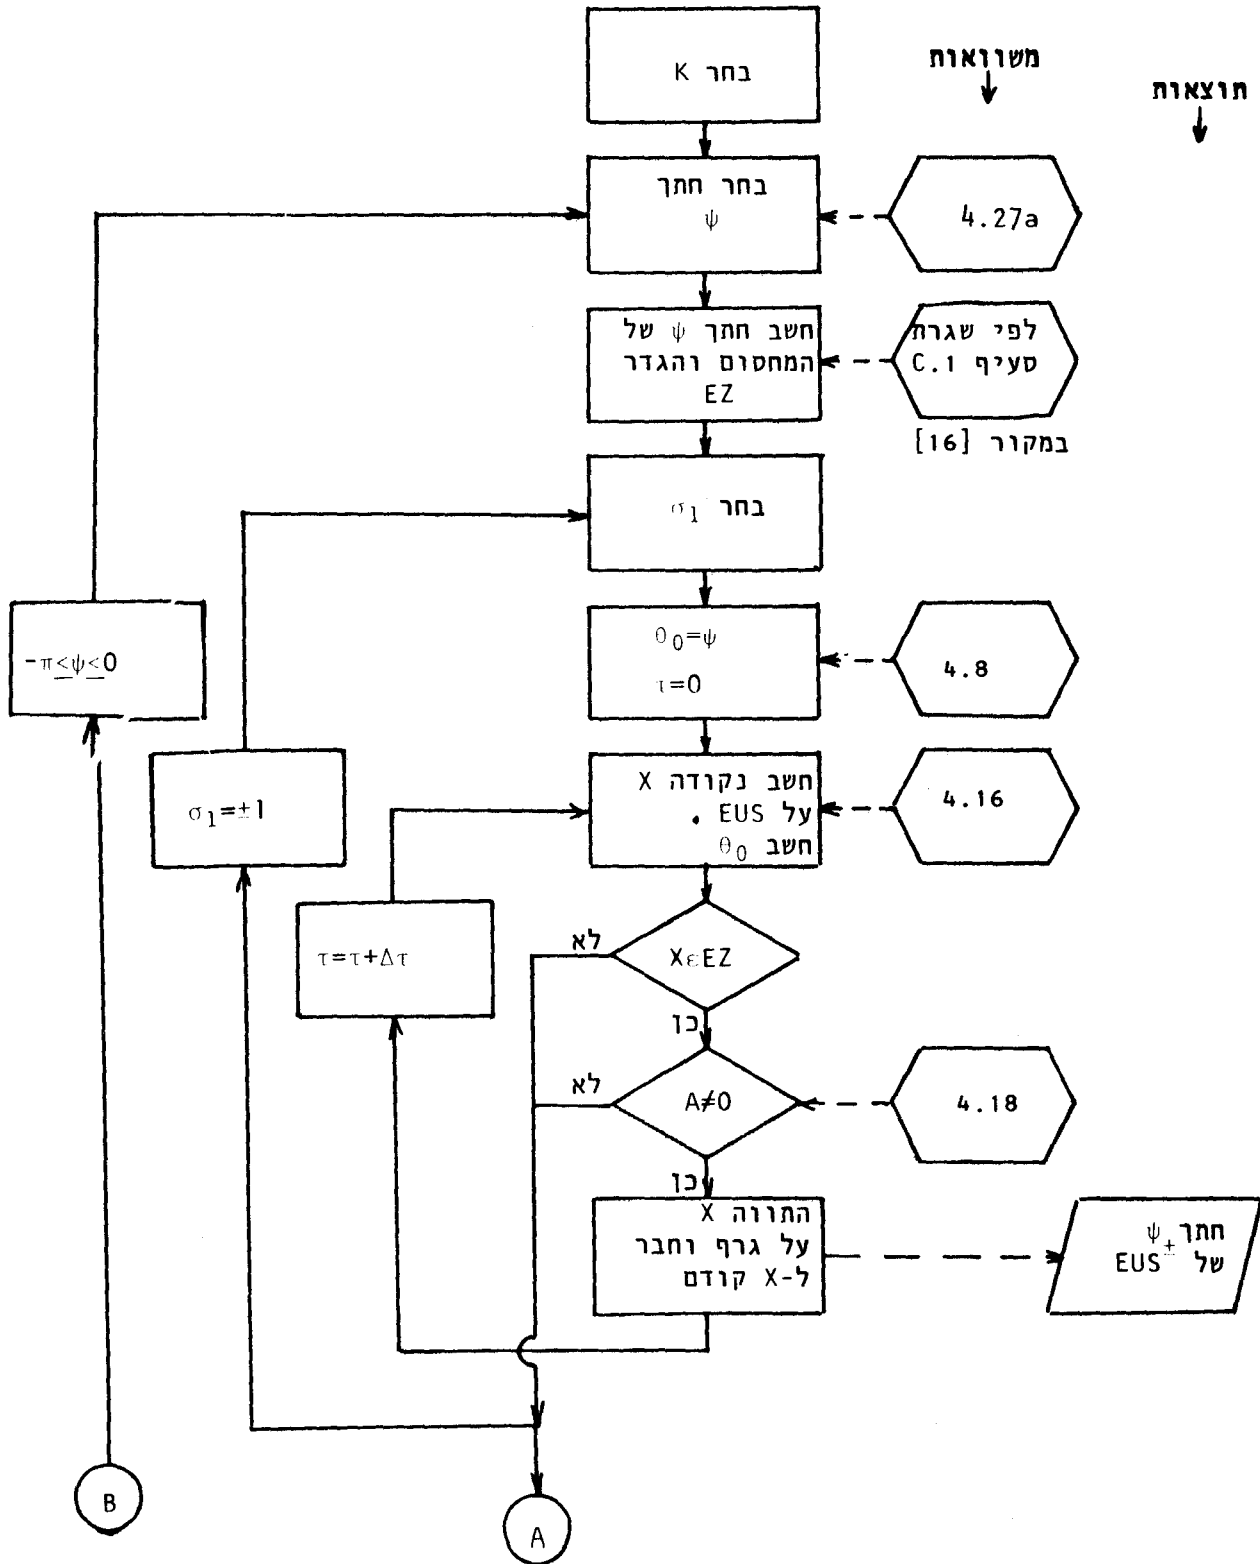 בחר K
משוואות
תוצאות
בחר חתך
ψ
4.27a
חשב חתך ψ של
המחסום והגדר
EZ
לפי שגרת
סעיף C.1
במקור [16]
בחר σ₁
-π≤ψ≤0
θ₀=ψ
τ=0
4.8
σ₁=±1
חשב נקודה X
על EUS.
חשב θ₀
4.16
τ=τ+Δτ
לא
XεEZ
כן
לא
A≠0
4.18
כן
התווה X
על גרף וחבר
ל-X קודם
חתך ψ
של EUS±
B
A